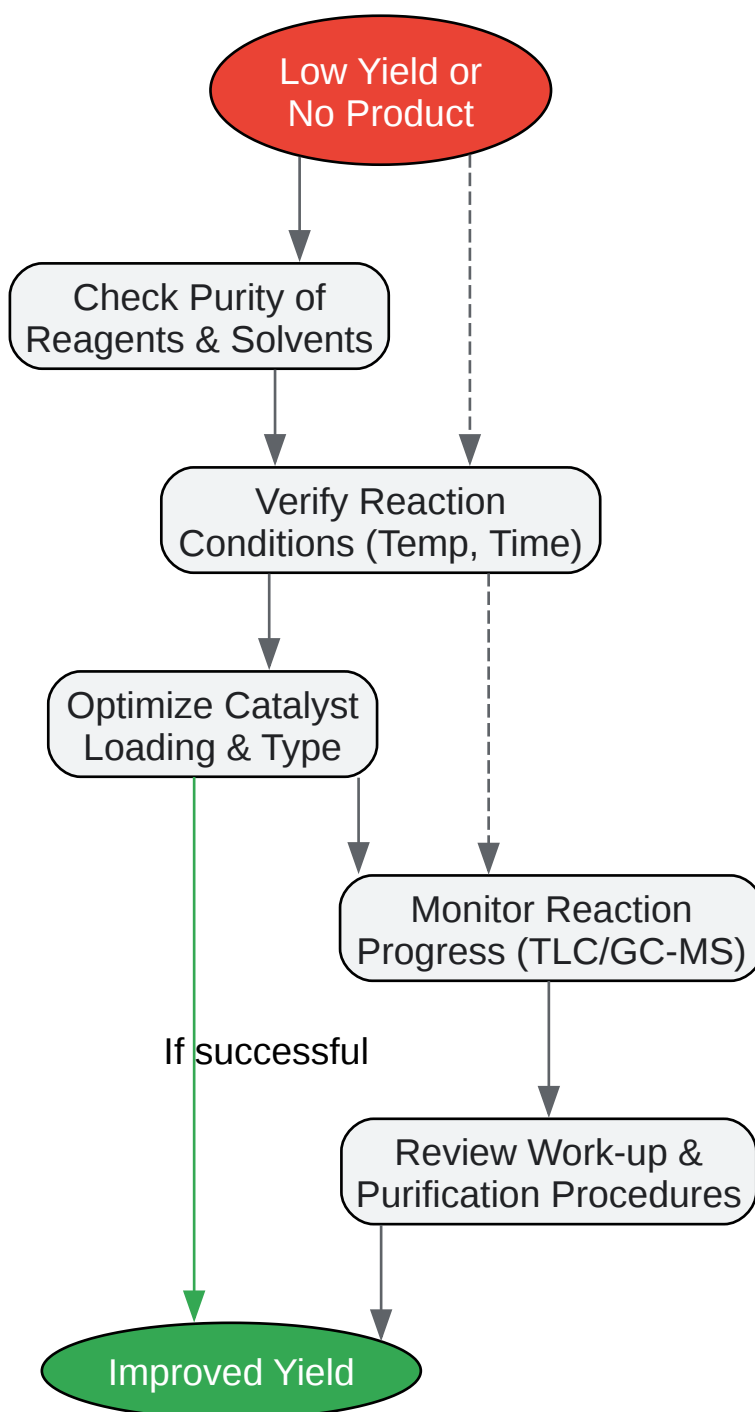 Low Yield or
No Product
Check Purity of
Reagents & Solvents
Verify Reaction
Conditions (Temp, Time)
Optimize Catalyst
Loading & Type
Monitor Reaction
Progress (TLC/GC-MS)
If successful
Review Work-up &
Purification Procedures
Improved Yield